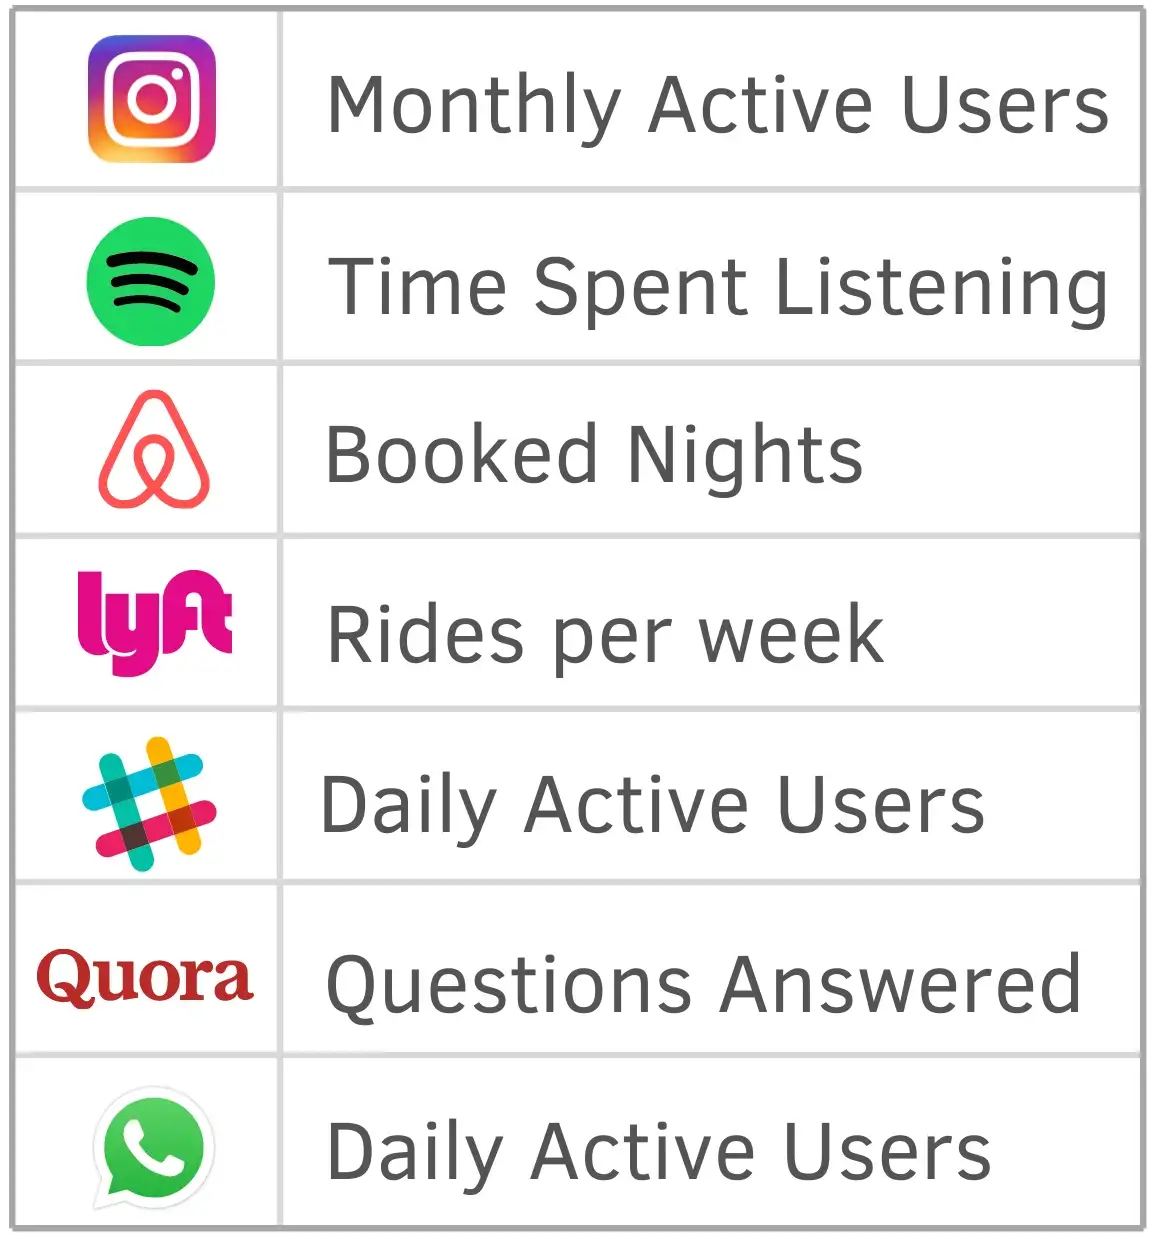 Monthly Active Users
Time Spent Listening
Booked Nights
lyft
Rides per week
Daily Active Users
Quora
Questions Answered
Daily Active Users